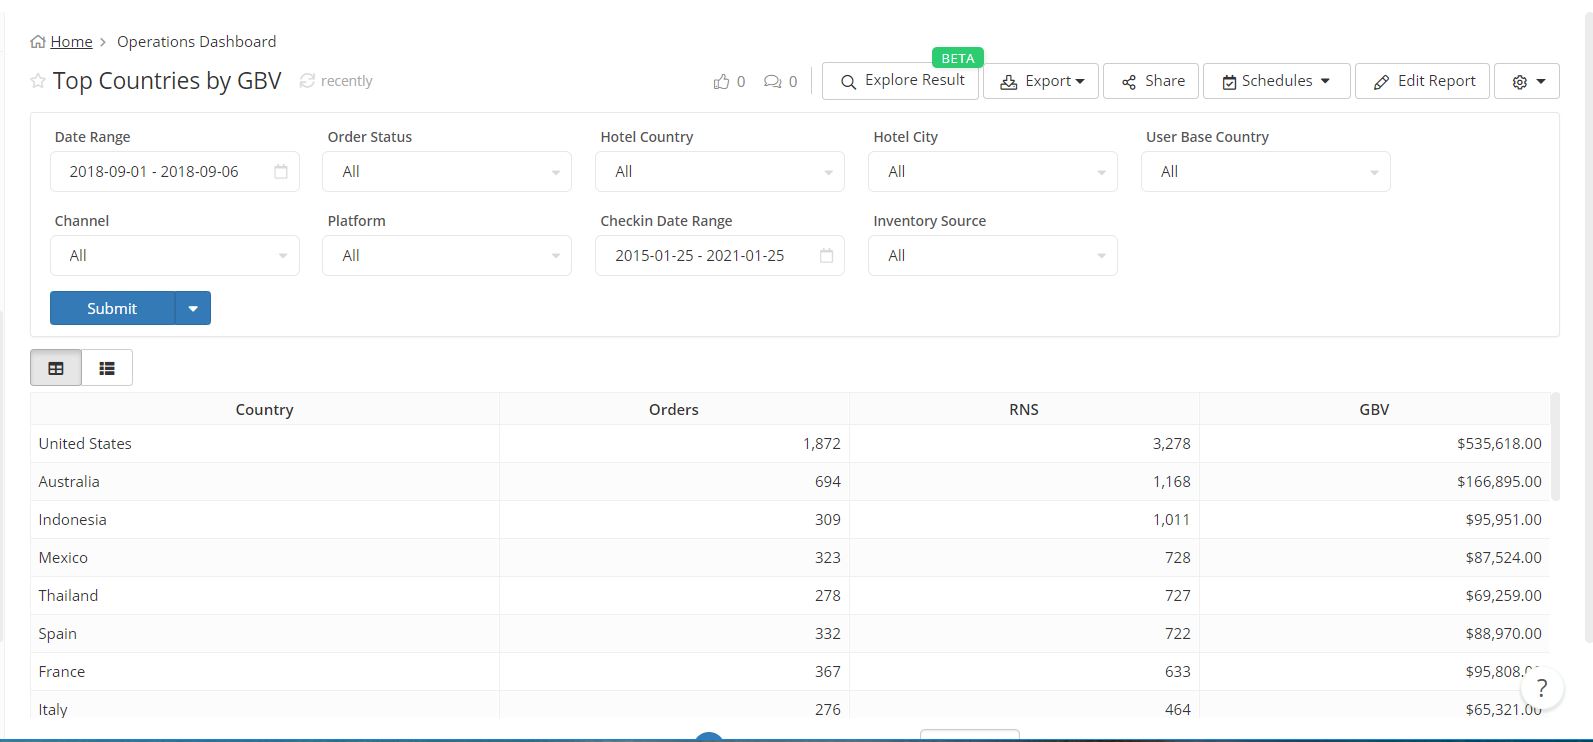 Home > Operations Dashboard
Top Countries by GBV recently
0 0 Explore Result BETA Export Share Schedules Edit Report
Date Range Order Status Hotel Country Hotel City User Base Country
2018-09-01 - 2018-09-06 All All All All
Channel Platform Checkin Date Range Inventory Source
All All 2015-01-25 - 2021-01-25 All
Submit
Country Orders RNS GBV
United States 1,872 3,278 $535,618.00
Australia 694 1,168 $166,895.00
Indonesia 309 1,011 $95,951.00
Mexico 323 728 $87,524.00
Thailand 278 727 $69,259.00
Spain 332 722 $88,970.00
France 367 633 $95,808.
?
Italy 276 464 $65,321.00